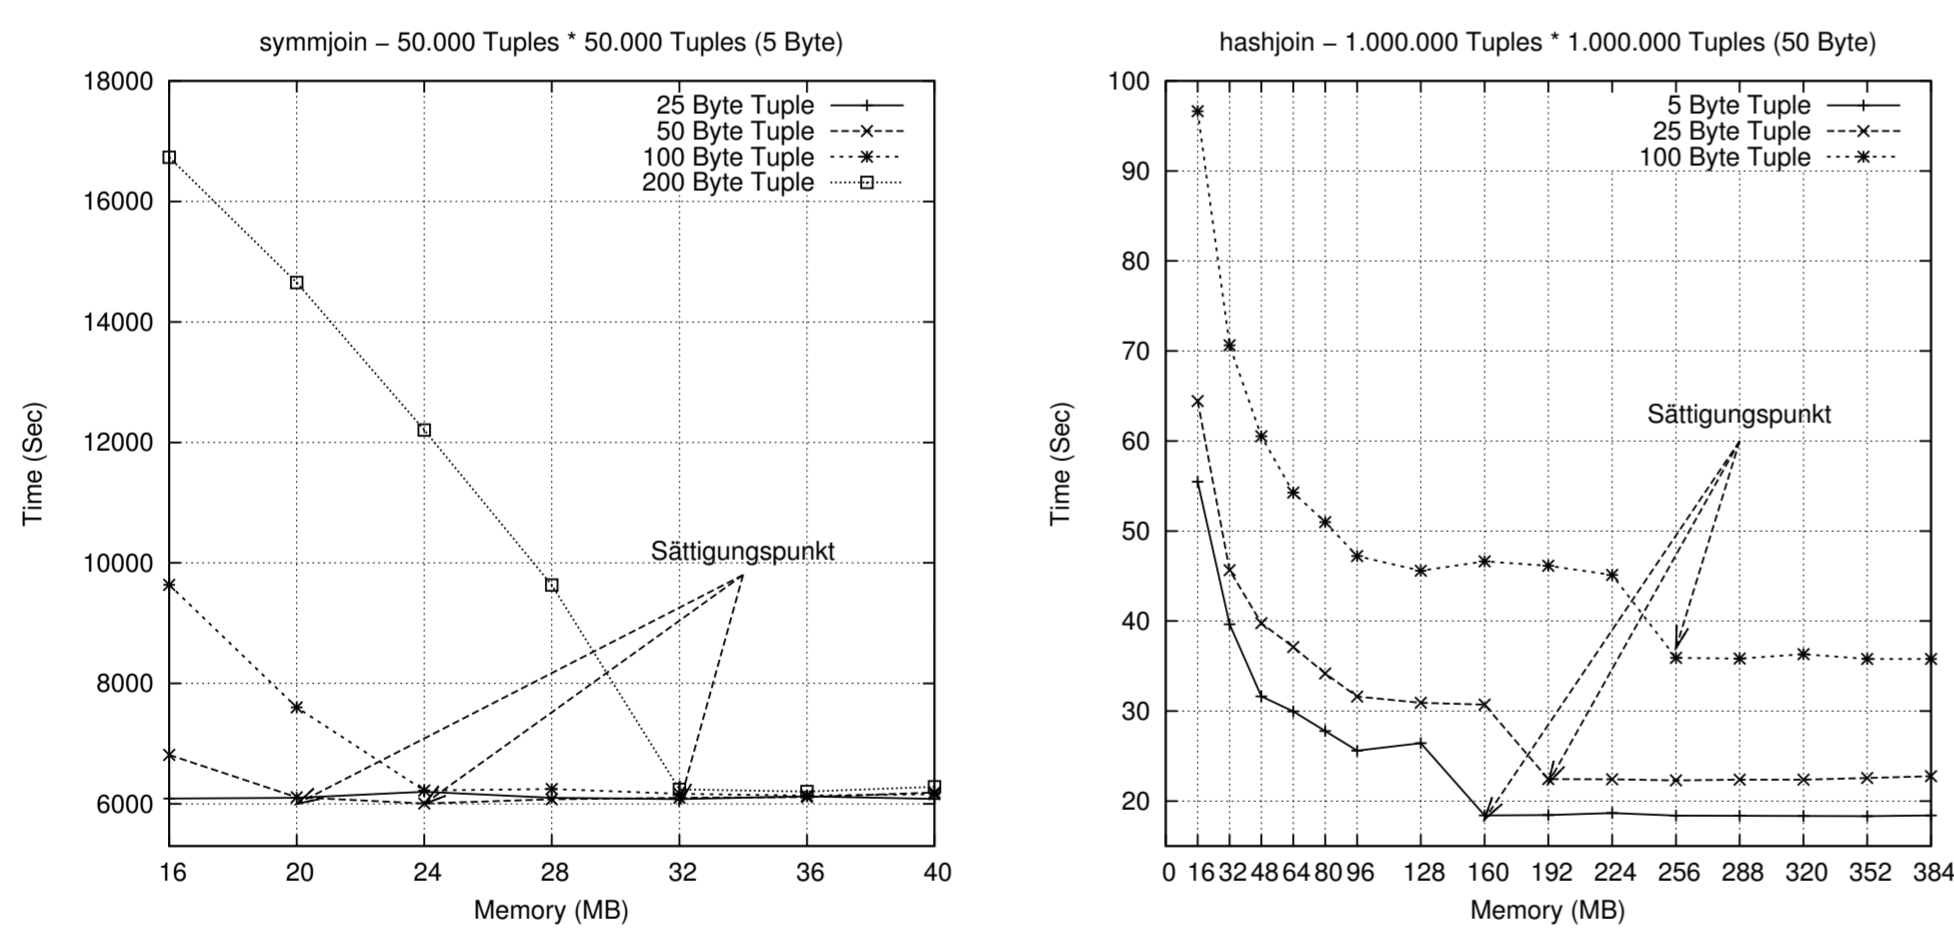 symmjoin – 50.000 Tuples * 50.000 Tuples (5 Byte)
18000
16000
14000
12000
10000
8000
6000
Time (Sec)
25 Byte Tuple
50 Byte Tuple
100 Byte Tuple
200 Byte Tuple
Sättigungspunkt
16 20 24 28 32 36 40
Memory (MB)
hashjoin – 1.000.000 Tuples * 1.000.000 Tuples (50 Byte)
100
90
80
70
60
50
40
30
20
Time (Sec)
5 Byte Tuple
25 Byte Tuple
100 Byte Tuple
Sättigungspunkt
0 16 32 48 64 80 96 128 160 192 224 256 288 320 352 384
Memory (MB)